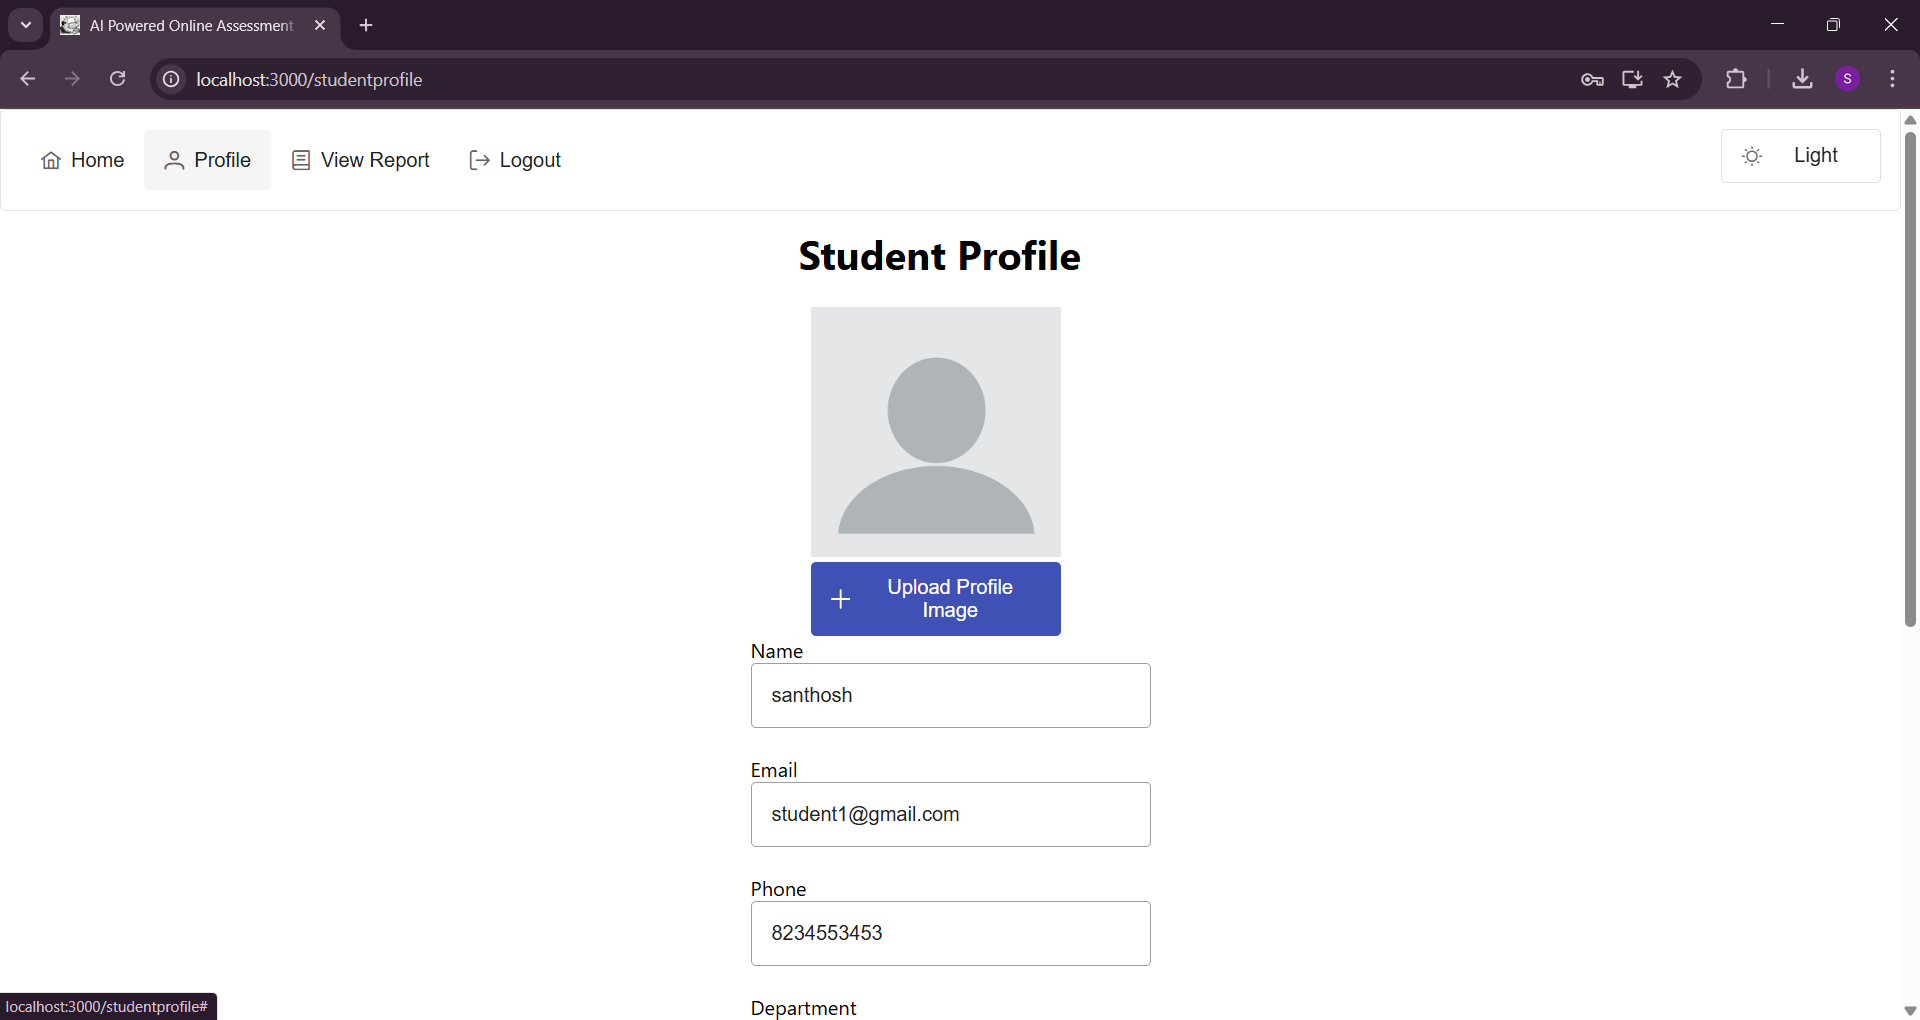 AI Powered Online Assessment
localhost:3000/studentprofile
S
Home
Profile
View Report
Logout
Light
Student Profile
Upload Profile
Image
Name
santhosh
Email
student1@gmail.com
Phone
8234553453
Department
localhost:3000/studentprofile#